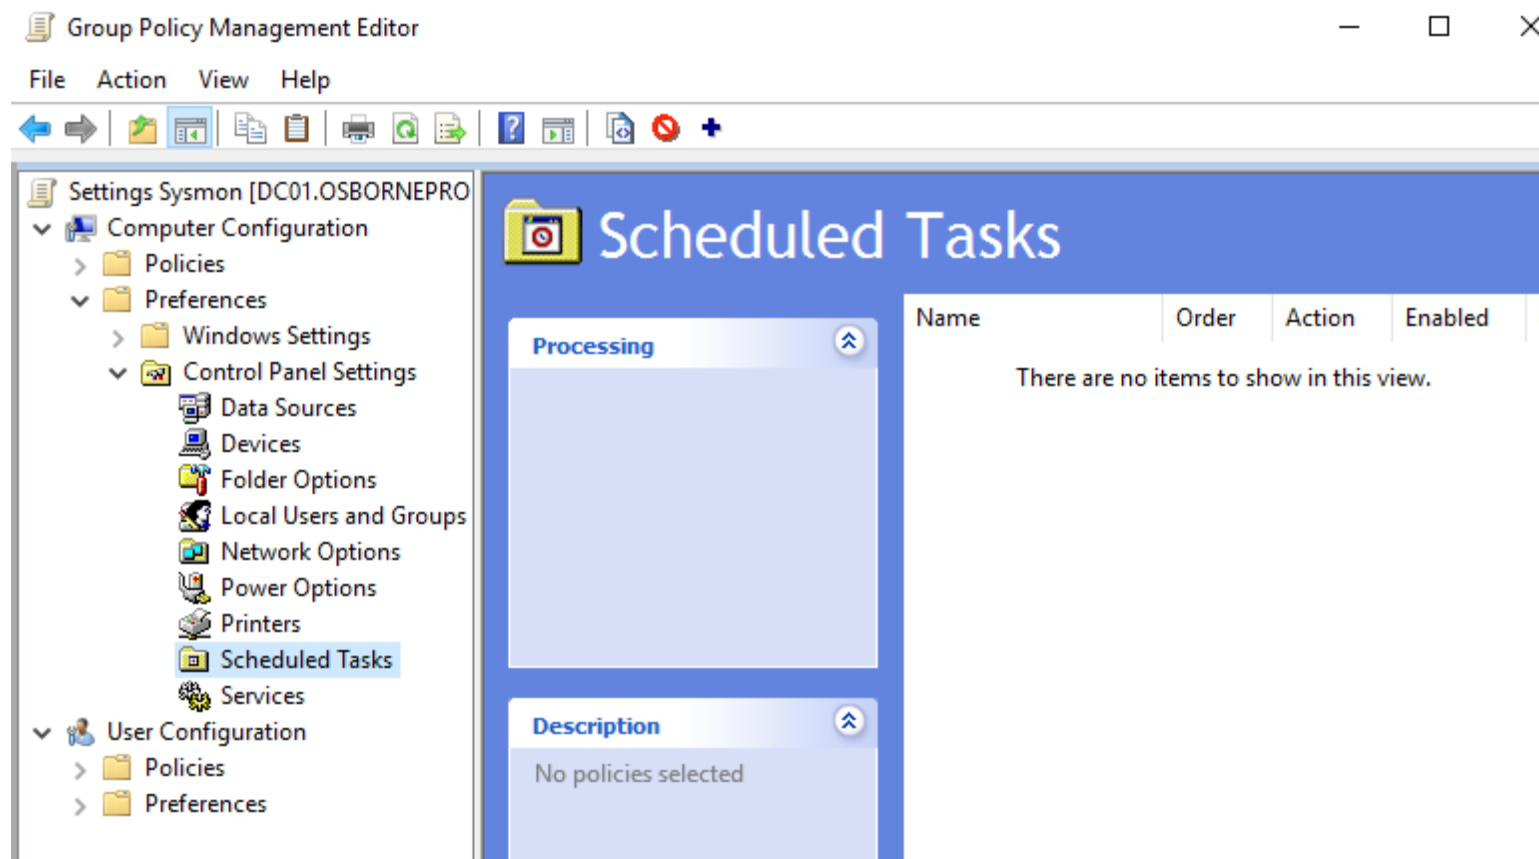 Group Policy Management Editor
File Action View Help
Settings Sysmon [DC01.OSBORNEPRO
Computer Configuration
Policies
Preferences
Windows Settings
Control Panel Settings
Data Sources
Devices
Folder Options
Local Users and Groups
Network Options
Power Options
Printers
Scheduled Tasks
Services
User Configuration
Policies
Preferences
Scheduled Tasks
Processing
Name Order Action Enabled
There are no items to show in this view.
Description
No policies selected